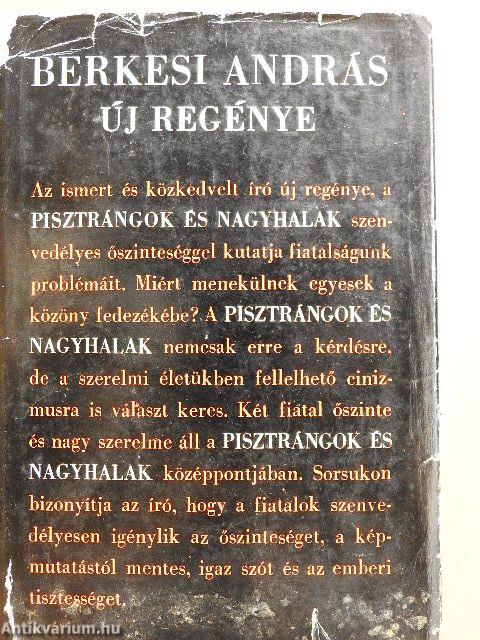 BERKESI ANDRÁS
ÚJ REGÉNYE
Az ismert és közkedvelt író új regénye, a
PISZTRÁNGOK ÉS NAGYHALAK szen-
vedélyes őszinteséggel kutatja fiatalságunk
problémáit. Miért menekülnek egyesek a
közöny fedezékébe? A PISZTRÁNGOK ÉS
NAGYHALAK nemcsak erre a kérdésre,
de a szerelmi életükben fellelhető ciniz-
musra is választ keres. Két fiatal őszinte
és nagy szerelme áll a PISZTRÁNGOK ÉS
NAGYHALAK középpontjában. Sorsukon
bizonyítja az író, hogy a fiatalok szenve-
délyesen igénylik az őszinteséget, a kép-
mutatástól mentes, igaz szót és az emberi
tisztességet.
Antikvárium.hu